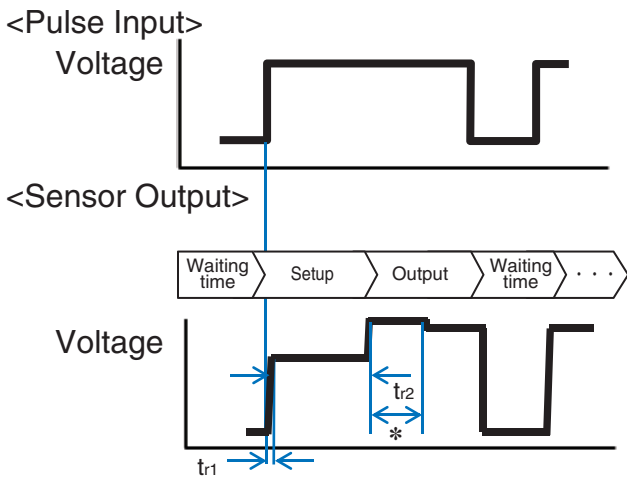 <Pulse Input>
Voltage
<Sensor Output>
Waiting time
Setup
Output
Waiting time
· · ·
Voltage
tr2
*
tr1